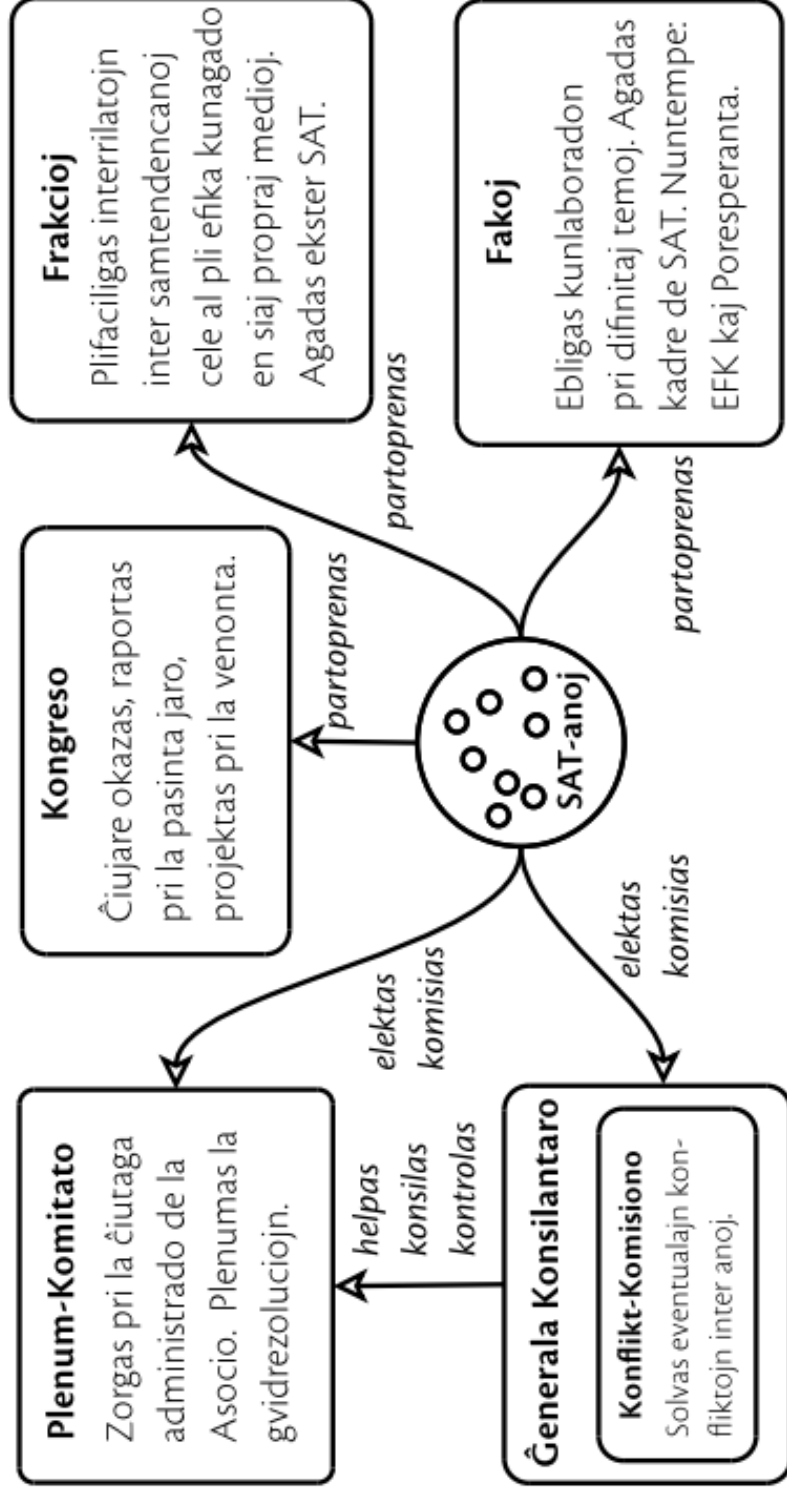 Plenum-Komitato
Zorgas pri la ĉiutaga
administrado de la
Asocio. Plenumas la
gvidrezoluciojn.
Kongreso
Ĉiujare okazas, raportas
pri la pasinta jaro,
projektas pri la venonta.
Frakcioj
Plifaciligas interrilatojn
inter samtendencanoj
cele al pli efika kunagado
en siaj propraj medioj.
Agadas ekster SAT.
helpas
konsilas
kontrolas
elektas
komisias
partoprenas
partoprenas
SAT-anoj
elektas
komisias
partoprenas
Ĝenerala Konsilantaro
Konflikt-Komisiono
Solvas eventualajn kon-
fliktojn inter anoj.
Fakoj
Ebligas kunlaboradon
pri difinitaj temoj. Agadas
kadre de SAT. Nuntempe:
EFK kaj Poresperanta.